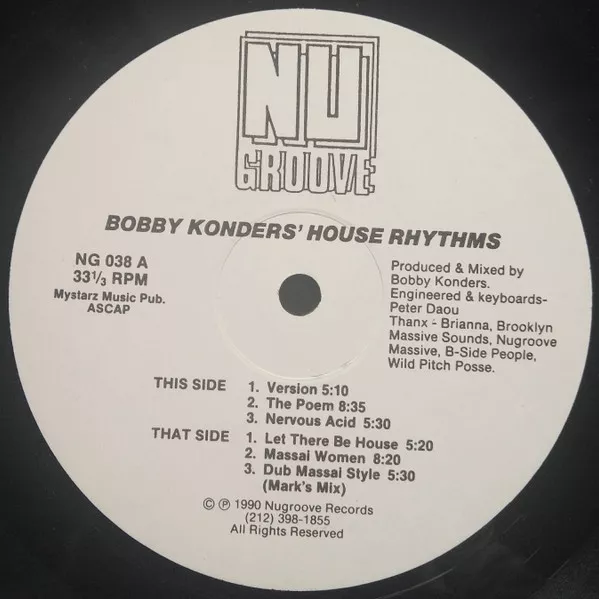 NU
GROOVE
BOBBY KONDERS' HOUSE RHYTHMS
NG 038 A
33⅓ RPM
Mystarz Music Pub.
ASCAP
Produced & Mixed by
Bobby Konders.
Engineered & keyboards-
Peter Daou
Thanx - Brianna, Brooklyn
Massive Sounds, Nugroove
Massive, B-Side People,
Wild Pitch Posse.
THIS SIDE 1. Version 5:10
2. The Poem 8:35
3. Nervous Acid 5:30
THAT SIDE 1. Let There Be House 5:20
2. Massai Women 8:20
3. Dub Massai Style 5:30
(Mark's Mix)
© ℗ 1990 Nugroove Records
(212) 398-1855
All Rights Reserved